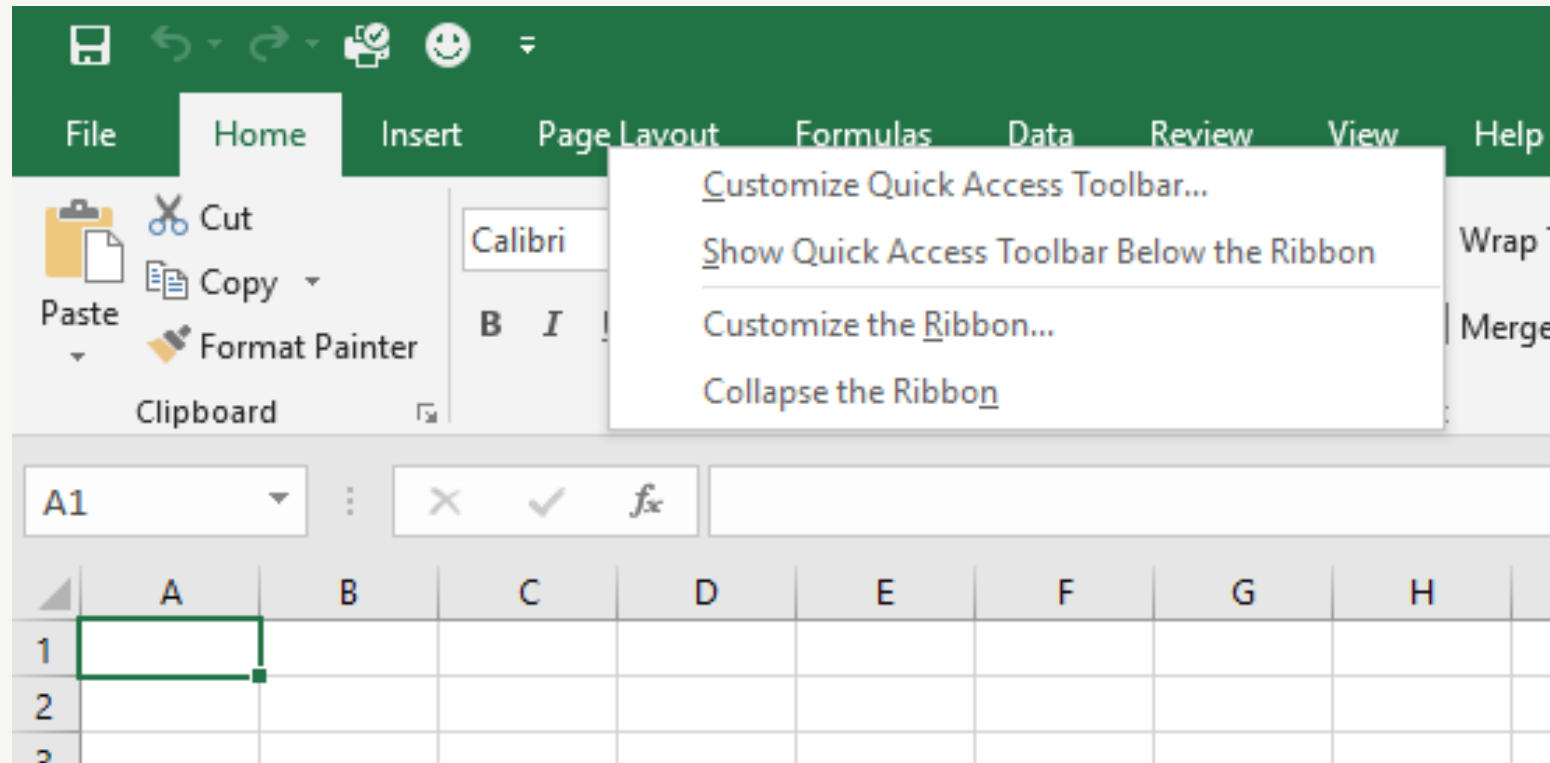 File Home Insert Page Layout Formulas Data Review View Help
Customize Quick Access Toolbar...
Show Quick Access Toolbar Below the Ribbon
Customize the Ribbon...
Collapse the Ribbon
Cut
Copy
Paste
Format Painter
Clipboard
Calibri
B I
Wrap
Merge
A1
fx
A B C D E F G H
1
2
3